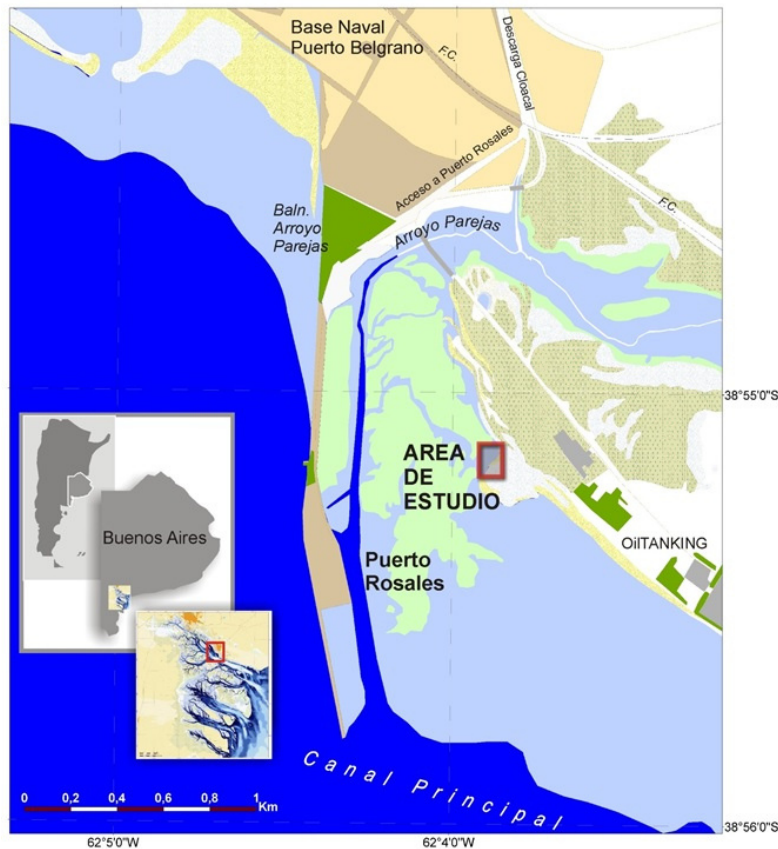 Base Naval
Puerto Belgrano
F.C.
Descarga Cloacal
Acceso a Puerto Rosales
Baln.
Arroyo
Parejas
Arroyo Parejas
F.C.
38°55'0"S
AREA
DE
ESTUDIO
Buenos Aires
OilTANKING
Puerto
Rosales
Canal Principal
0 0,2 0,4 0,6 0,8 1
Km
38°56'0"S
62°5'0"W
62°4'0"W